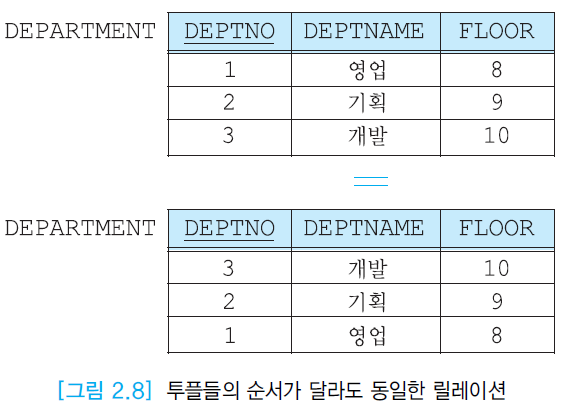 DEPARTMENT DEPTNO DEPTNAME FLOOR
1 영업 8
2 기획 9
3 개발 10
=
DEPARTMENT DEPTNO DEPTNAME FLOOR
3 개발 10
2 기획 9
1 영업 8
[그림 2.8] 투플들의 순서가 달라도 동일한 릴레이션